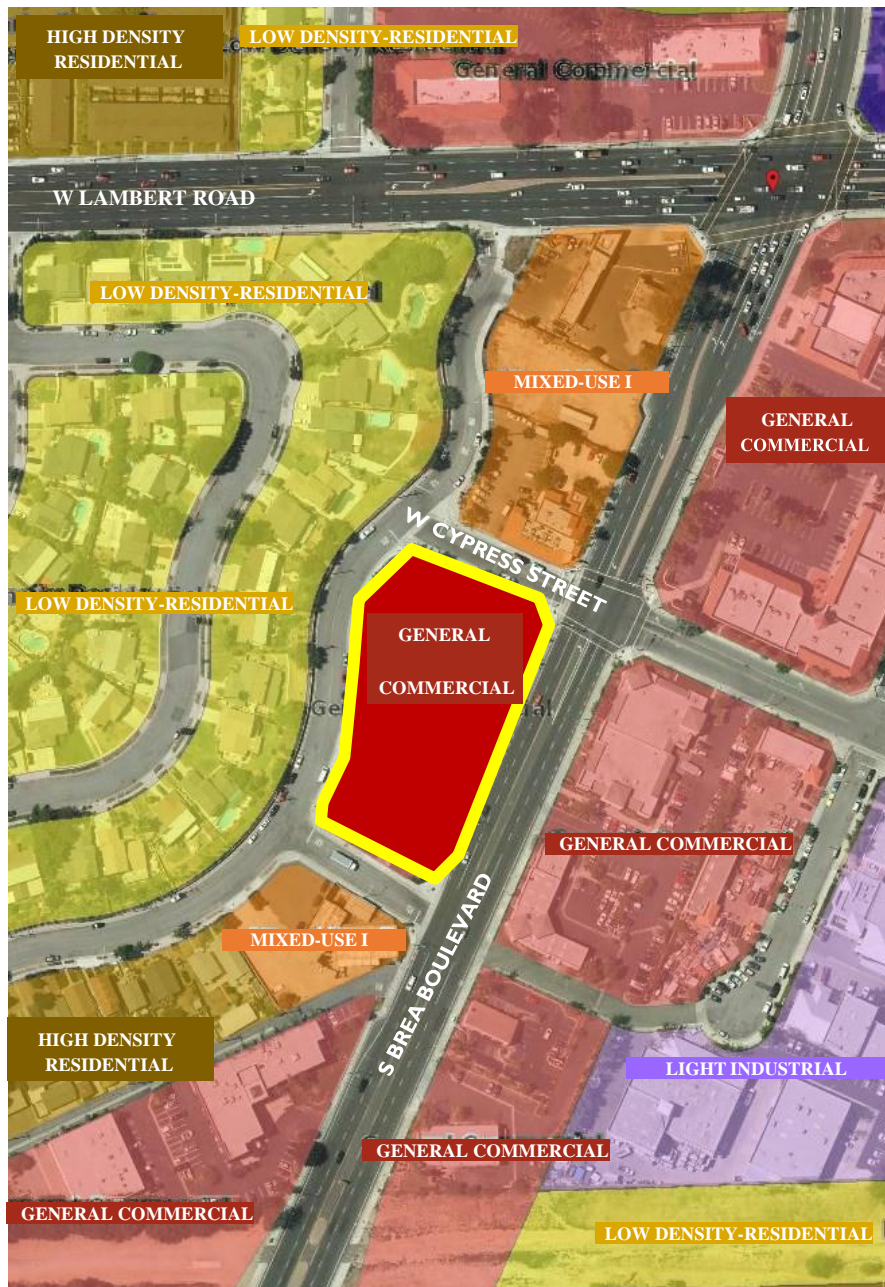 HIGH DENSITY
RESIDENTIAL
LOW DENSITY-RESIDENTIAL
General Commercial
W LAMBERT ROAD
LOW DENSITY-RESIDENTIAL
MIXED-USE I
GENERAL
COMMERCIAL
W CYPRESS STREET
LOW DENSITY-RESIDENTIAL
GENERAL
COMMERCIAL
GENERAL COMMERCIAL
MIXED-USE I
S BREA BOULEVARD
HIGH DENSITY
RESIDENTIAL
LIGHT INDUSTRIAL
GENERAL COMMERCIAL
GENERAL COMMERCIAL
LOW DENSITY-RESIDENTIAL